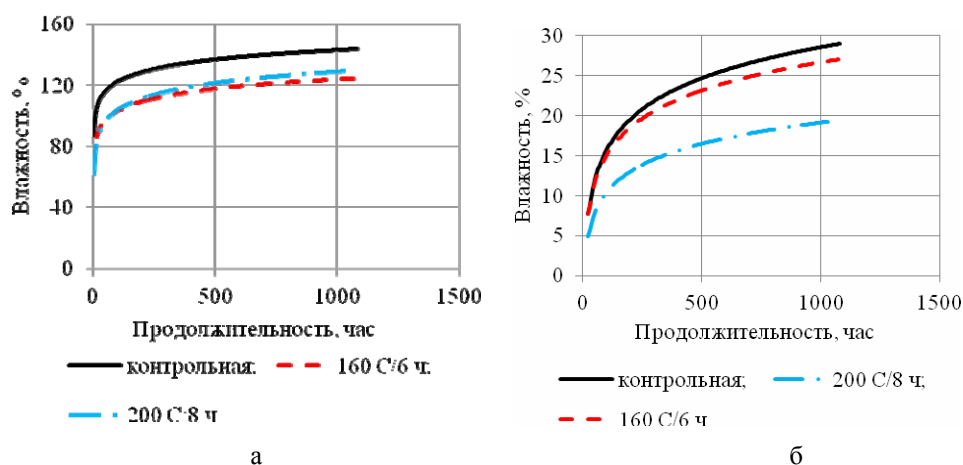 160
120
80
40
0
0
500
1000
1500
Влажность, %
Продолжительность, час
контрольная;
160 С/6 ч;
200 С/8 ч
а
30
25
20
15
10
5
0
0
500
1000
1500
Влажность, %
Продолжительность, час
контрольная;
200 С/8 ч;
160 С/6 ч
б